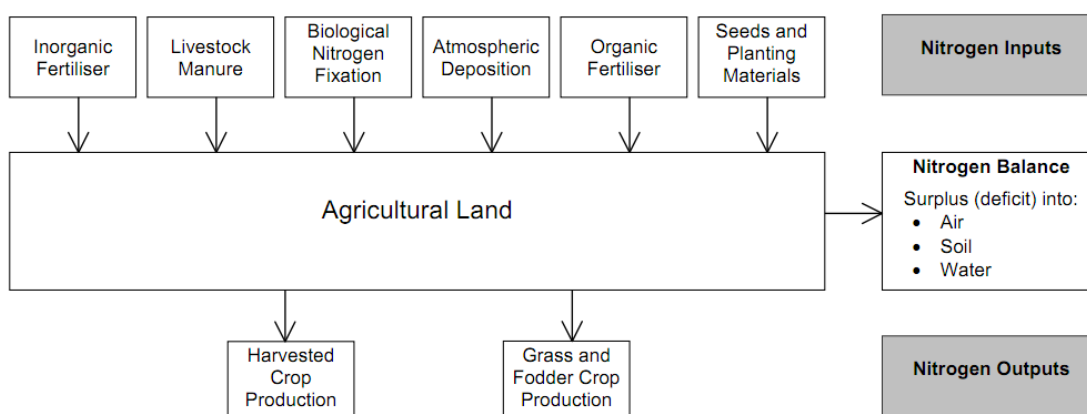 Inorganic
Fertiliser
Livestock
Manure
Biological
Nitrogen
Fixation
Atmospheric
Deposition
Organic
Fertiliser
Seeds and
Planting
Materials
Nitrogen Inputs
Agricultural Land
Nitrogen Balance
Surplus (deficit) into:
• Air
• Soil
• Water
Harvested
Crop
Production
Grass and
Fodder Crop
Production
Nitrogen Outputs